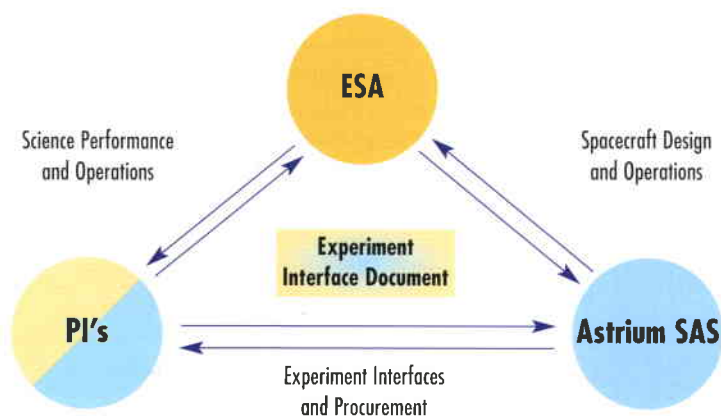 ESA
Science Performance
and Operations
Spacecraft Design
and Operations
Experiment
Interface Document
PI's
Astrium SAS
Experiment Interfaces
and Procurement